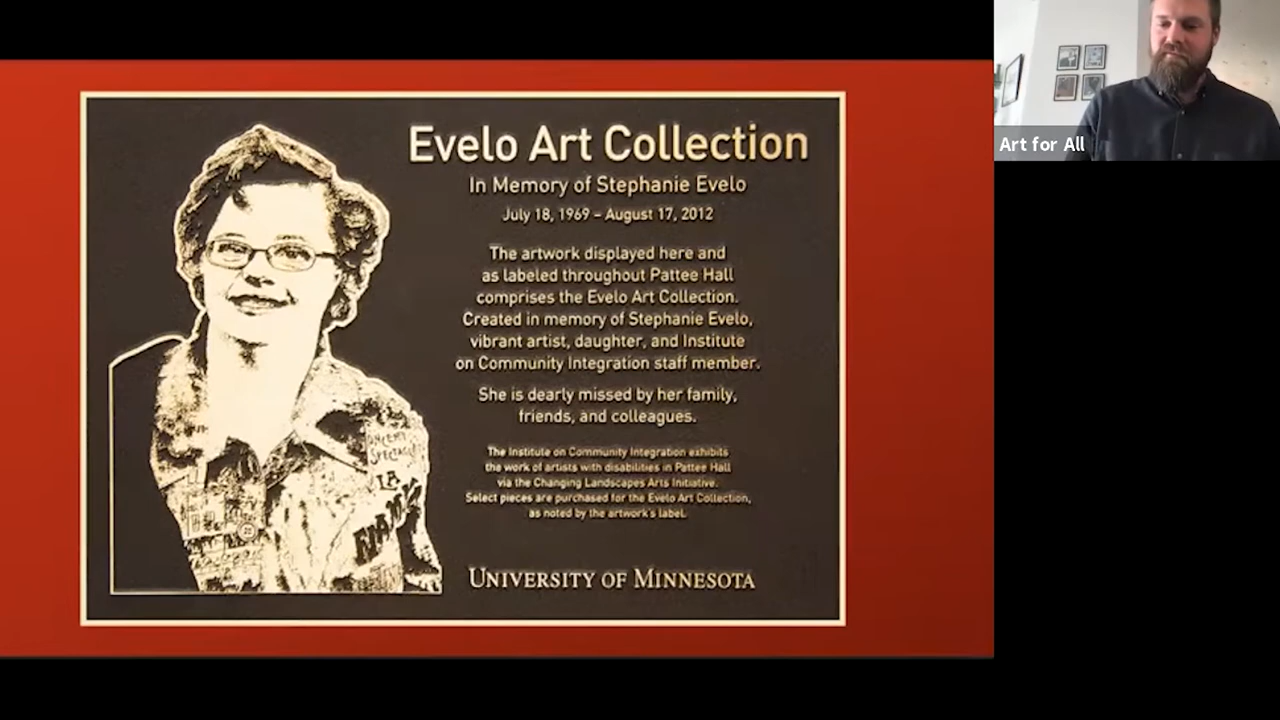 Evelo Art Collection
In Memory of Stephanie Evelo
July 18, 1969 – August 17, 2012
The artwork displayed here and
as labeled throughout Pattee Hall
comprises the Evelo Art Collection.
Created in memory of Stephanie Evelo,
vibrant artist, daughter, and Institute
on Community Integration staff member.
She is dearly missed by her family,
friends, and colleagues.
The Institute on Community Integration exhibits
the work of artists with disabilities in Pattee Hall
via the Changing Landscapes Arts Initiative.
Select pieces are purchased for the Evelo Art Collection,
as noted by the artwork's label.
UNIVERSITY OF MINNESOTA
Art for All